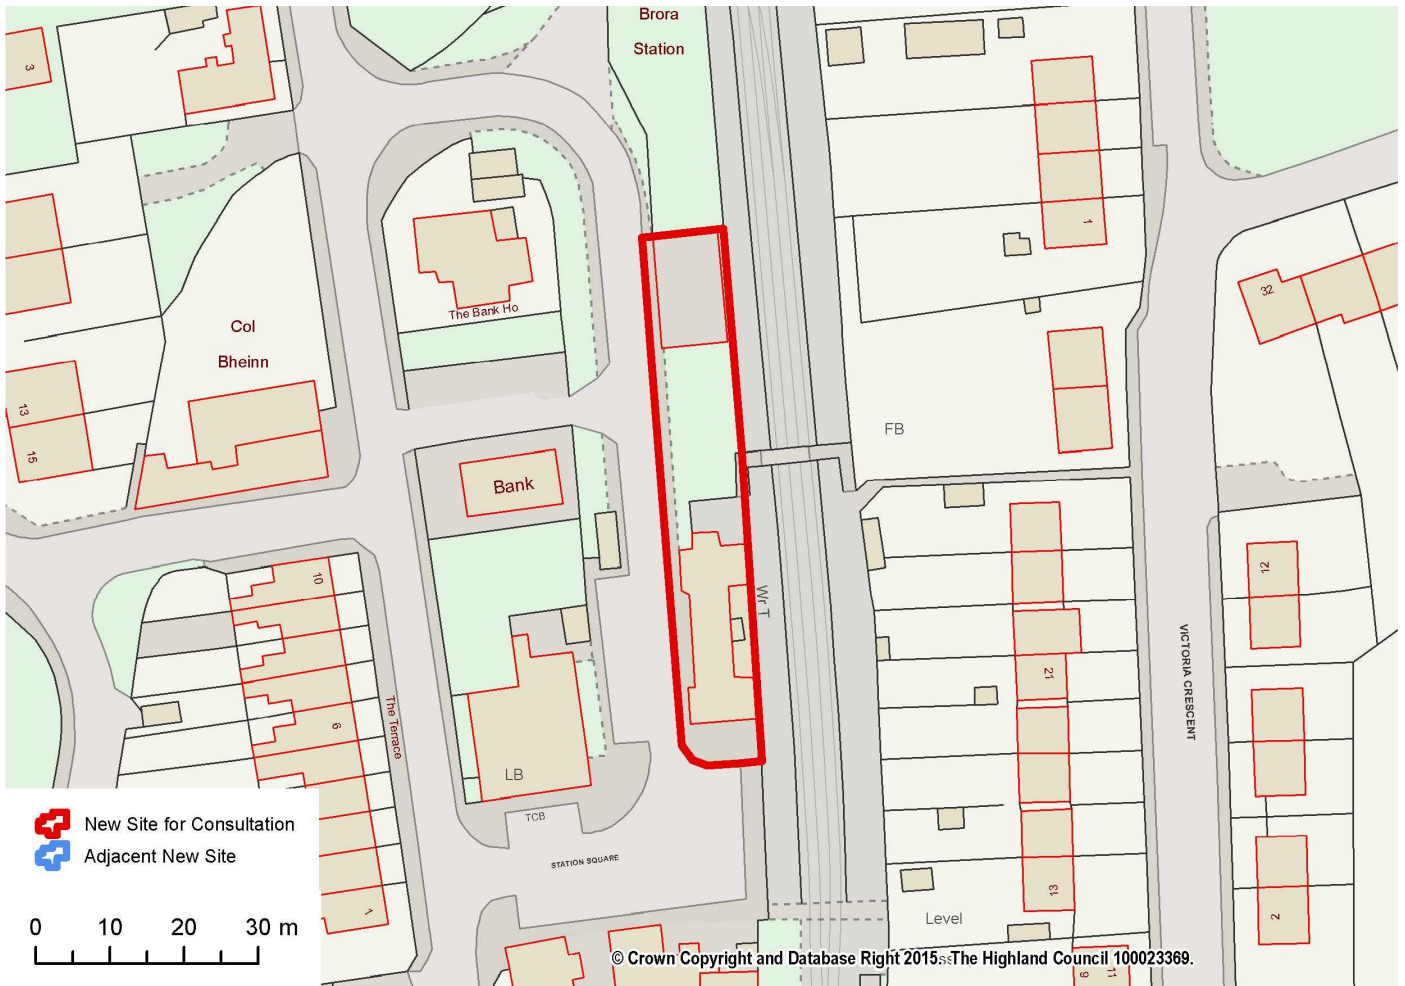 Brora
Station
3
1
The Bank Ho
32
Col
Bheinn
13
15
FB
Bank
10
12
Wr T
21
VICTORIA CRESCENT
The Terrace
6
LB
TCB
STATION SQUARE
13
1
2
Level
9
11
New Site for Consultation
Adjacent New Site
0 10 20 30 m
© Crown Copyright and Database Right 2015. The Highland Council 100023369.